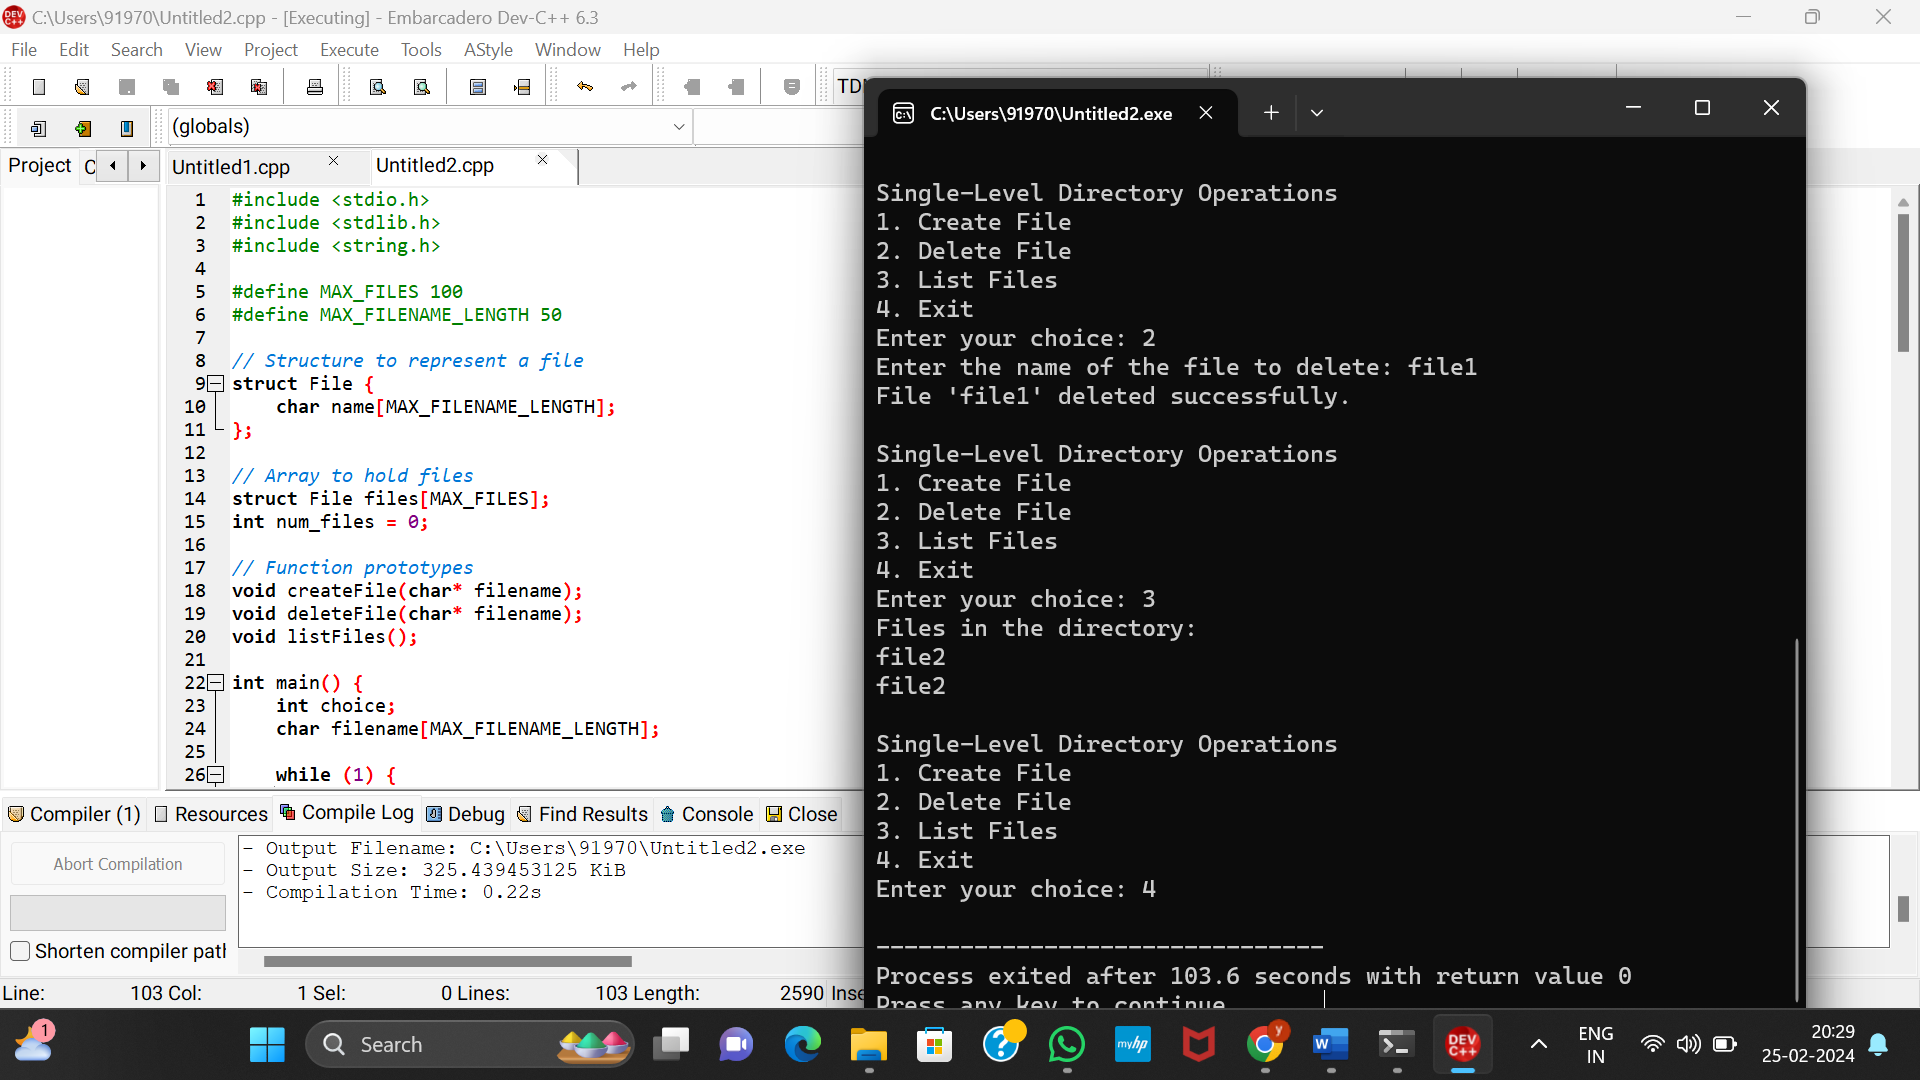 C:\Users\91970\Untitled2.cpp - [Executing] - Embarcadero Dev-C++ 6.3
File Edit Search View Project Execute Tools AStyle Window Help
(globals)
Project
Untitled1.cpp
Untitled2.cpp
1 #include <stdio.h>
2 #include <stdlib.h>
3 #include <string.h>
4
5 #define MAX_FILES 100
6 #define MAX_FILENAME_LENGTH 50
7
8 // Structure to represent a file
9 struct File {
10 char name[MAX_FILENAME_LENGTH];
11 };
12
13 // Array to hold files
14 struct File files[MAX_FILES];
15 int num_files = 0;
16
17 // Function prototypes
18 void createFile(char* filename);
19 void deleteFile(char* filename);
20 void listFiles();
21
22 int main() {
23 int choice;
24 char filename[MAX_FILENAME_LENGTH];
25
26 while (1) {
Compiler (1) Resources Compile Log Debug Find Results Console Close
Abort Compilation
Shorten compiler path
- Output Filename: C:\Users\91970\Untitled2.exe
- Output Size: 325.439453125 KiB
- Compilation Time: 0.22s
Line: 103 Col: 1 Sel: 0 Lines: 103 Length: 2590 Inse
C:\Users\91970\Untitled2.exe
Single-Level Directory Operations
1. Create File
2. Delete File
3. List Files
4. Exit
Enter your choice: 2
Enter the name of the file to delete: file1
File 'file1' deleted successfully.
Single-Level Directory Operations
1. Create File
2. Delete File
3. List Files
4. Exit
Enter your choice: 3
Files in the directory:
file2
file2
Single-Level Directory Operations
1. Create File
2. Delete File
3. List Files
4. Exit
Enter your choice: 4
--------------------------------
Process exited after 103.6 seconds with return value 0
Press any key to continue
1
Search
myhp
y
DEV C++
ENG
IN
20:29
25-02-2024